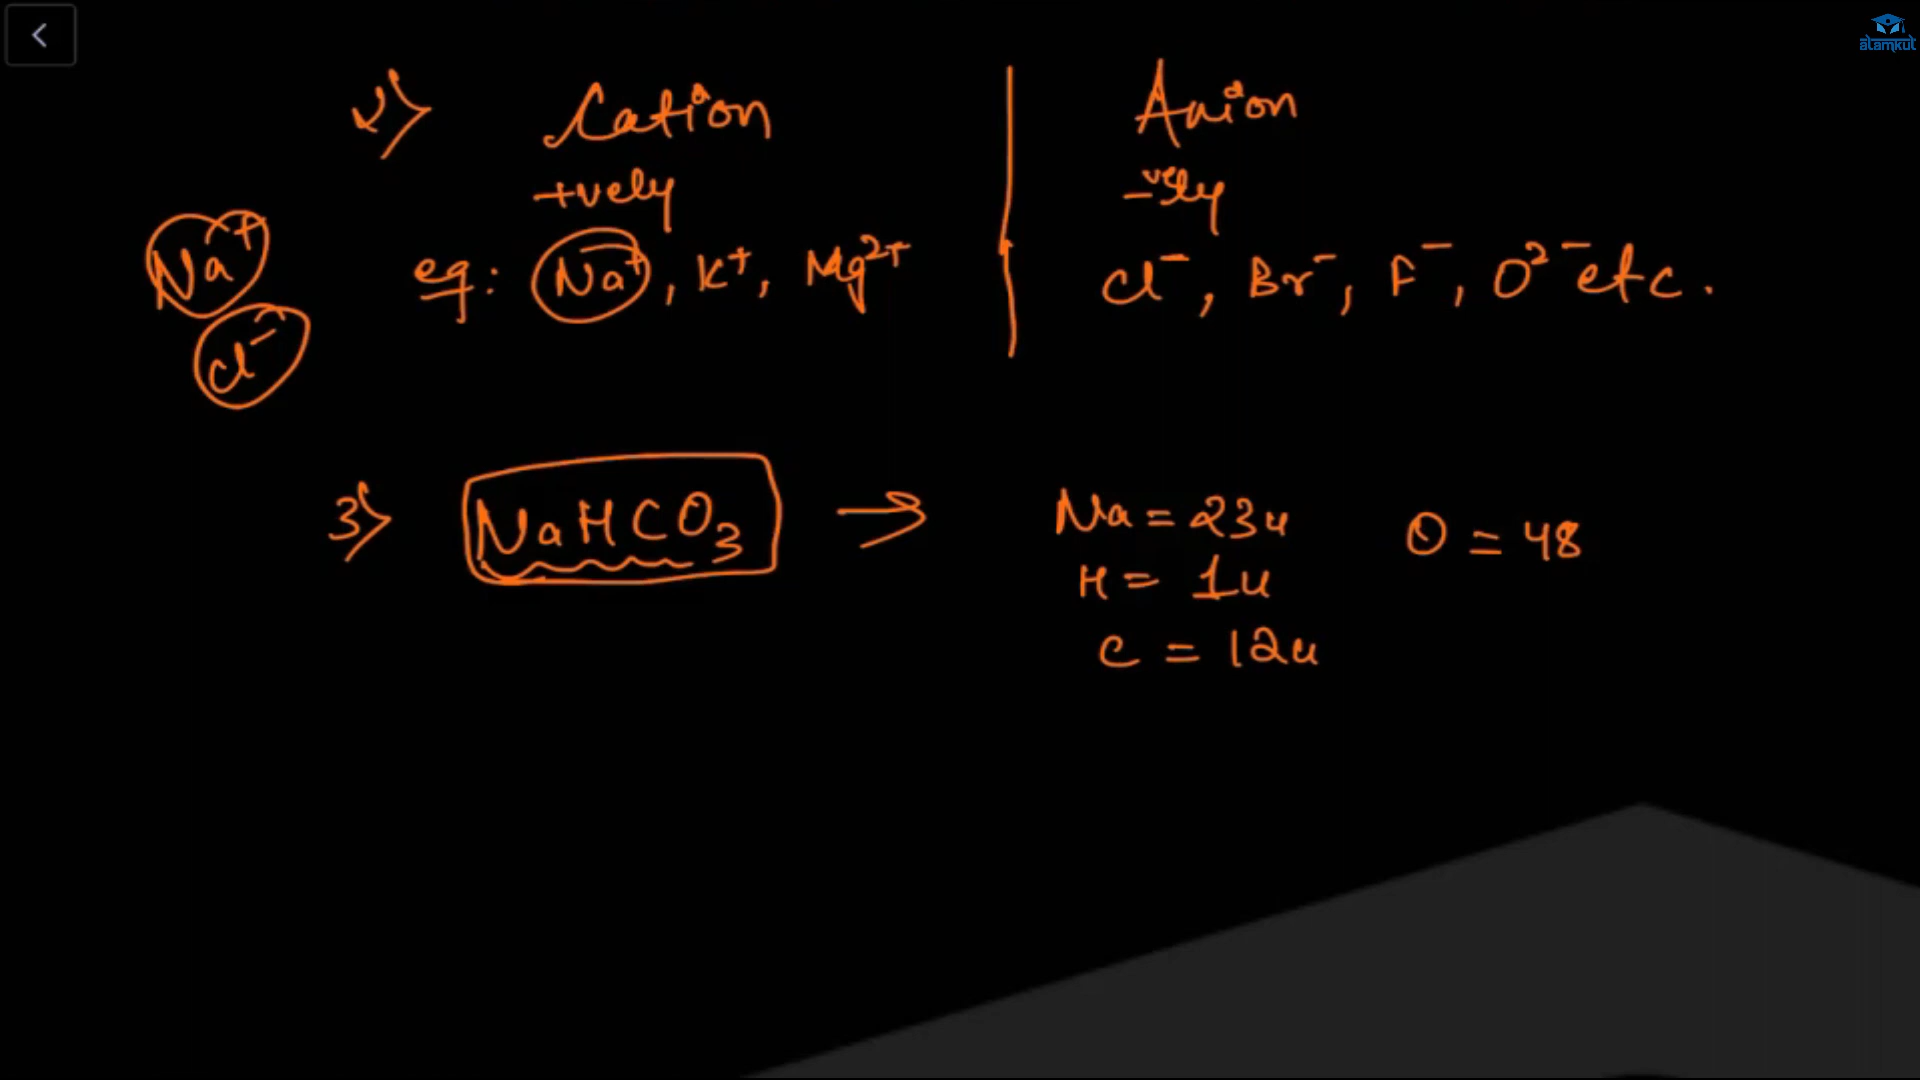 alamkut
2) Cation | Anion
+vely -vely
Na⁺ eg: Na⁺, K⁺, Mg²⁺ Cl⁻, Br⁻, F⁻, O²⁻ etc.
Cl⁻
3) NaHCO₃ → Na = 23u O = 48
H = 1u
C = 12u